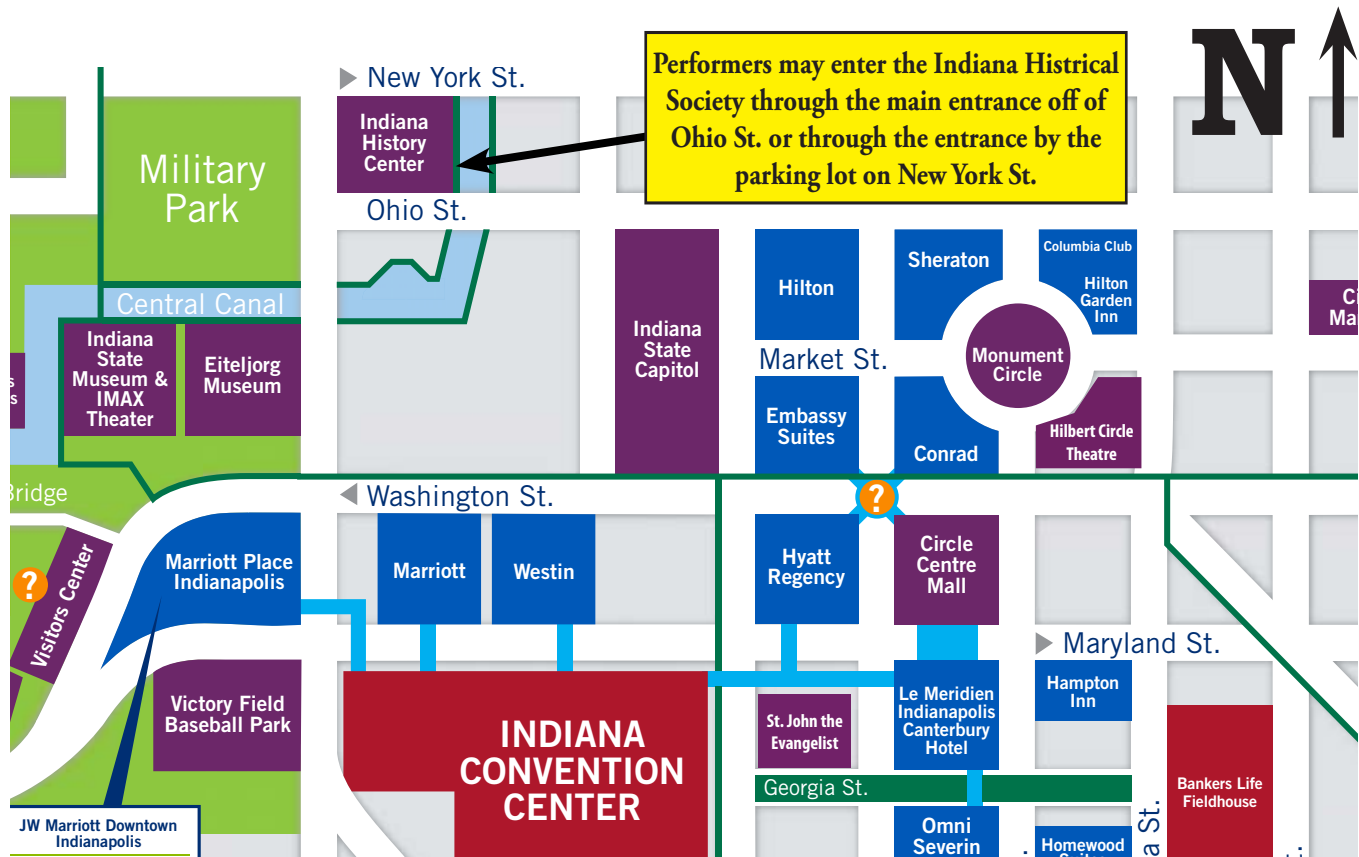 New York St.
Performers may enter the Indiana Histrical
Society through the main entrance off of
Ohio St. or through the entrance by the
parking lot on New York St.
N
Indiana
History
Center
Military
Park
Ohio St.
Central Canal
Indiana
State
Museum &
IMAX
Theater
Eiteljorg
Museum
Indiana
State
Capitol
Hilton
Sheraton
Columbia Club
Hilton
Garden
Inn
Monument
Circle
Market St.
Embassy
Suites
Conrad
Hilbert Circle
Theatre
Washington St.
?
?
Visitors Center
Marriott Place
Indianapolis
Marriott
Westin
Hyatt
Regency
Circle
Centre
Mall
Maryland St.
Victory Field
Baseball Park
INDIANA
CONVENTION
CENTER
St. John the
Evangelist
Le Meridien
Indianapolis
Canterbury
Hotel
Hampton
Inn
Georgia St.
Bankers Life
Fieldhouse
JW Marriott Downtown
Indianapolis
Omni
Severin
Homewood
a St.